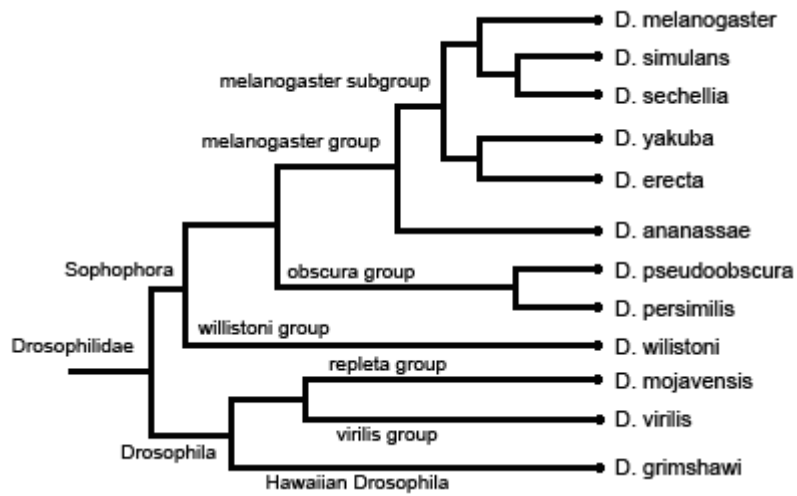 D. melanogaster
D. simulans
melanogaster subgroup
D. sechellia
melanogaster group
D. yakuba
D. erecta
D. ananassae
Sophophora
obscura group
D. pseudoobscura
D. persimilis
willistoni group
Drosophilidae
D. wilistoni
repleta group
D. mojavensis
D. virilis
virilis group
Drosophila
D. grimshawi
Hawaiian Drosophila